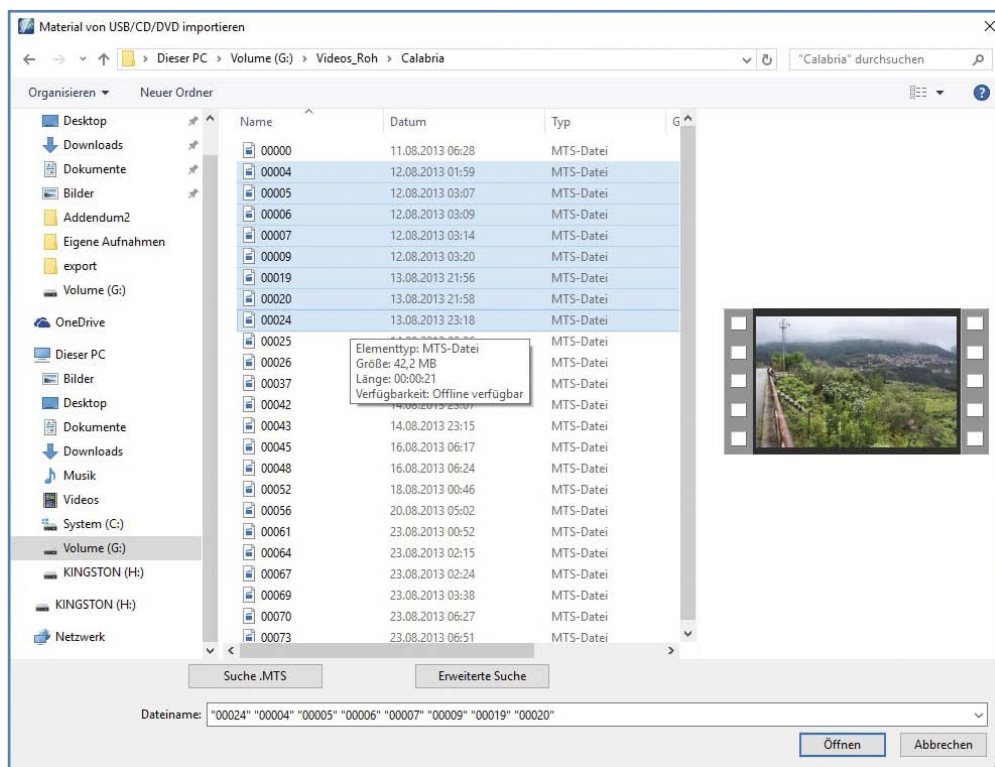 Material von USB/CD/DVD importieren
Dieser PC > Volume (G:) > Videos_Roh > Calabria
"Calabria" durchsuchen
Organisieren Neuer Ordner
Desktop
Downloads
Dokumente
Bilder
Addendum2
Eigene Aufnahmen
export
Volume (G:)
OneDrive
Dieser PC
Bilder
Desktop
Dokumente
Downloads
Musik
Videos
System (C:)
Volume (G:)
KINGSTON (H:)
KINGSTON (H:)
Netzwerk
Name Datum Typ G
00000 11.08.2013 06:28 MTS-Datei
00004 12.08.2013 01:59 MTS-Datei
00005 12.08.2013 03:07 MTS-Datei
00006 12.08.2013 03:09 MTS-Datei
00007 12.08.2013 03:14 MTS-Datei
00009 12.08.2013 03:20 MTS-Datei
00019 13.08.2013 21:56 MTS-Datei
00020 13.08.2013 21:58 MTS-Datei
00024 13.08.2013 23:18 MTS-Datei
00025 MTS-Datei
00026 MTS-Datei
00037 MTS-Datei
00042 MTS-Datei
Elementtyp: MTS-Datei
Größe: 42,2 MB
Länge: 00:00:21
Verfügbarkeit: Offline verfügbar
00043 14.08.2013 23:15 MTS-Datei
00045 16.08.2013 06:17 MTS-Datei
00048 16.08.2013 06:24 MTS-Datei
00052 18.08.2013 00:46 MTS-Datei
00056 20.08.2013 05:02 MTS-Datei
00061 23.08.2013 00:52 MTS-Datei
00064 23.08.2013 02:15 MTS-Datei
00067 23.08.2013 02:24 MTS-Datei
00069 23.08.2013 03:38 MTS-Datei
00070 23.08.2013 06:27 MTS-Datei
00073 23.08.2013 06:51 MTS-Datei
Suche .MTS Erweiterte Suche
Dateiname: "00024" "00004" "00005" "00006" "00007" "00009" "00019" "00020"
Öffnen Abbrechen